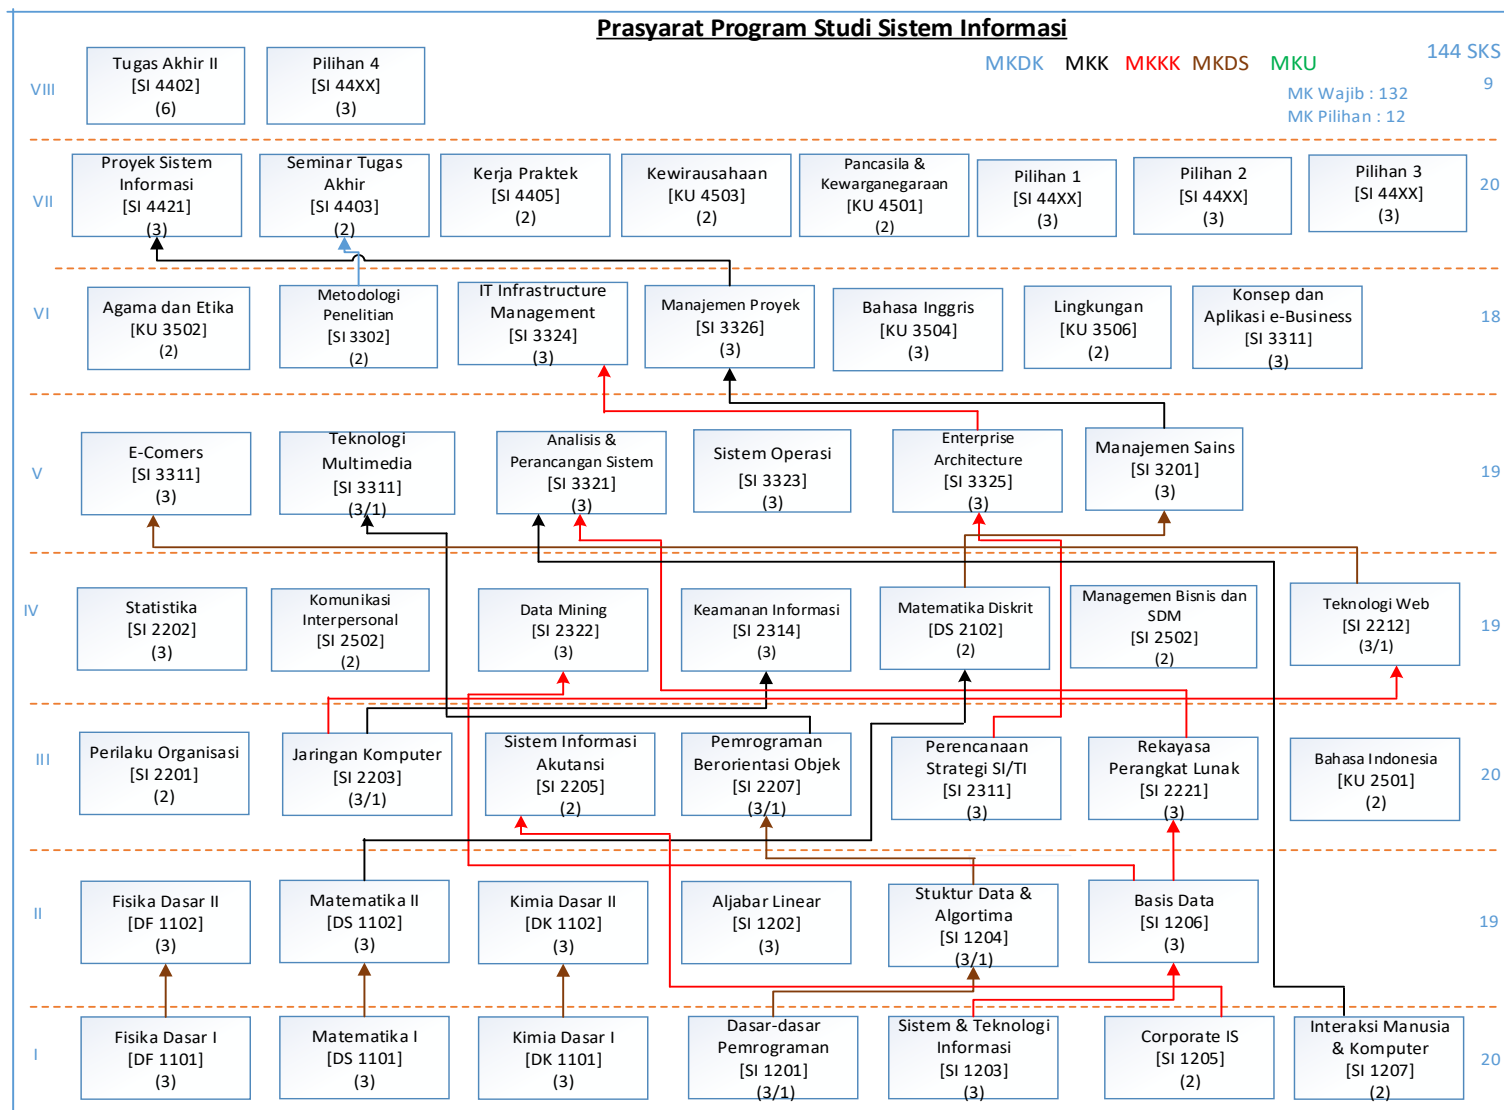 Prasyarat Program Studi Sistem Informasi
MKDK MKK MKKK MKDS MKU
144 SKS
MK Wajib : 132
MK Pilihan : 12
VIII
Tugas Akhir II
[SI 4402]
(6)
Pilihan 4
[SI 44XX]
(3)
9
VII
Proyek Sistem
Informasi
[SI 4421]
(3)
Seminar Tugas
Akhir
[SI 4403]
(2)
Kerja Praktek
[SI 4405]
(2)
Kewirausahaan
[KU 4503]
(2)
Pancasila &
Kewarganegaraan
[KU 4501]
(2)
Pilihan 1
[SI 44XX]
(3)
Pilihan 2
[SI 44XX]
(3)
Pilihan 3
[SI 44XX]
(3)
20
VI
Agama dan Etika
[KU 3502]
(2)
Metodologi
Penelitian
[SI 3302]
(2)
IT Infrastructure
Management
[SI 3324]
(3)
Manajemen Proyek
[SI 3326]
(3)
Bahasa Inggris
[KU 3504]
(3)
Lingkungan
[KU 3506]
(2)
Konsep dan
Aplikasi e-Business
[SI 3311]
(3)
18
V
E-Comers
[SI 3311]
(3)
Teknologi
Multimedia
[SI 3311]
(3/1)
Analisis &
Perancangan Sistem
[SI 3321]
(3)
Sistem Operasi
[SI 3323]
(3)
Enterprise
Architecture
[SI 3325]
(3)
Manajemen Sains
[SI 3201]
(3)
19
IV
Statistika
[SI 2202]
(3)
Komunikasi
Interpersonal
[SI 2502]
(2)
Data Mining
[SI 2322]
(3)
Keamanan Informasi
[SI 2314]
(3)
Matematika Diskrit
[DS 2102]
(2)
Managemen Bisnis dan
SDM
[SI 2502]
(2)
Teknologi Web
[SI 2212]
(3/1)
19
III
Perilaku Organisasi
[SI 2201]
(2)
Jaringan Komputer
[SI 2203]
(3/1)
Sistem Informasi
Akutansi
[SI 2205]
(2)
Pemrograman
Berorientasi Objek
[SI 2207]
(3/1)
Perencanaan
Strategi SI/TI
[SI 2311]
(3)
Rekayasa
Perangkat Lunak
[SI 2221]
(3)
Bahasa Indonesia
[KU 2501]
(2)
20
II
Fisika Dasar II
[DF 1102]
(3)
Matematika II
[DS 1102]
(3)
Kimia Dasar II
[DK 1102]
(3)
Aljabar Linear
[SI 1202]
(3)
Stuktur Data &
Algortima
[SI 1204]
(3/1)
Basis Data
[SI 1206]
(3)
19
I
Fisika Dasar I
[DF 1101]
(3)
Matematika I
[DS 1101]
(3)
Kimia Dasar I
[DK 1101]
(3)
Dasar-dasar
Pemrograman
[SI 1201]
(3/1)
Sistem & Teknologi
Informasi
[SI 1203]
(3)
Corporate IS
[SI 1205]
(2)
Interaksi Manusia
& Komputer
[SI 1207]
(2)
20